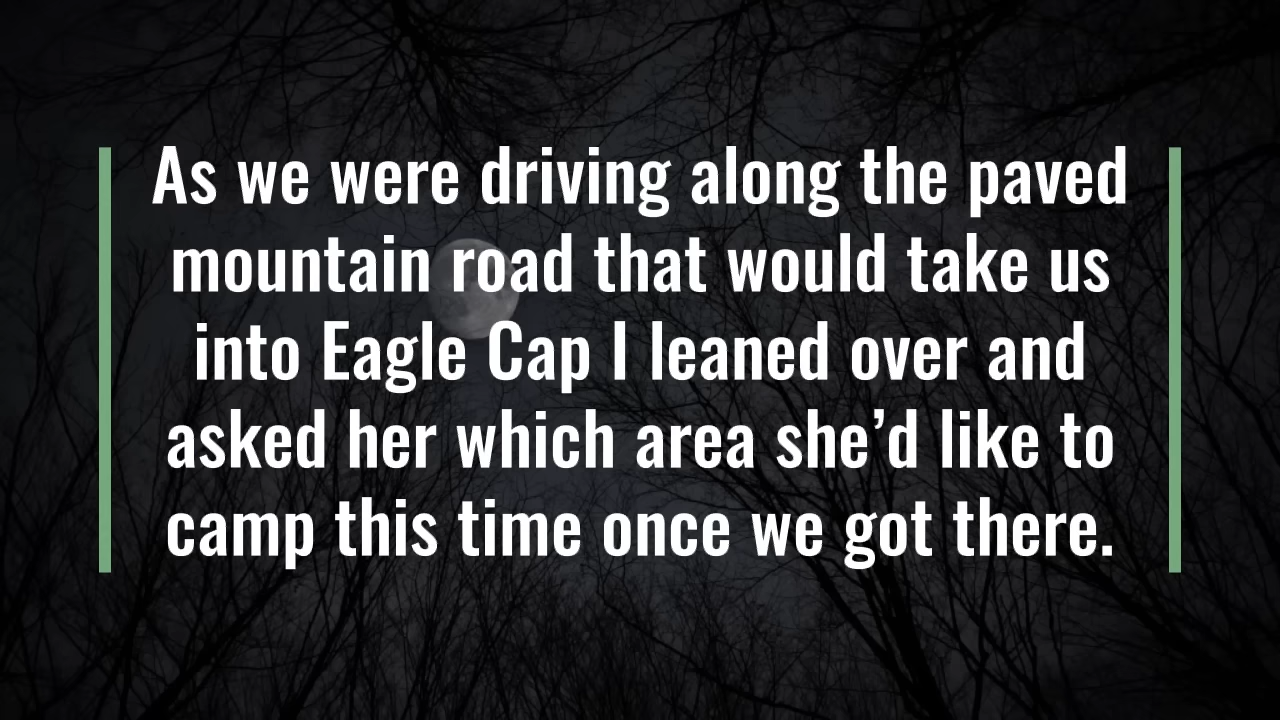 As we were driving along the paved
mountain road that would take us
into Eagle Cap I leaned over and
asked her which area she’d like to
camp this time once we got there.